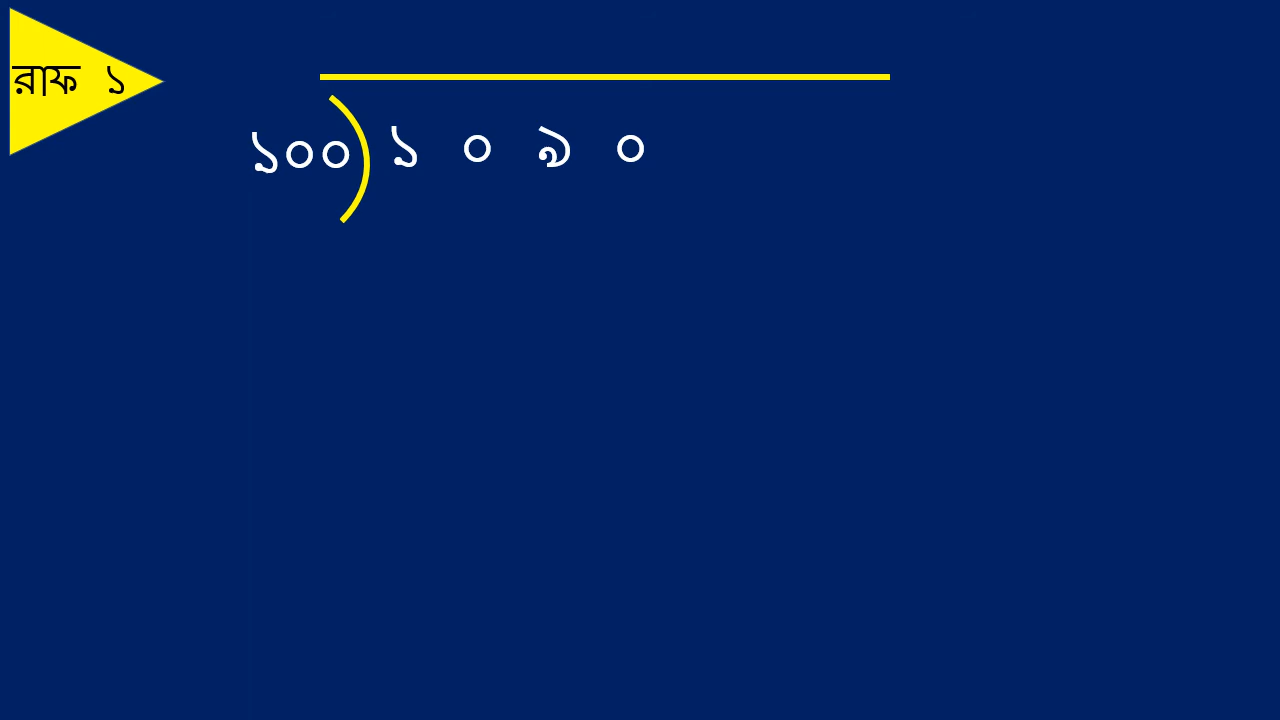 রাফ ১
১০০) ১ ০ ৯ ০